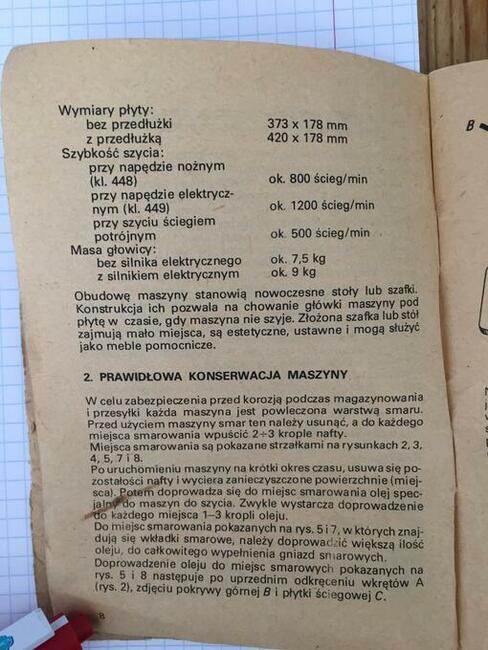 Wymiary płyty:
bez przedłużki 373 x 178 mm
z przedłużką 420 x 178 mm
Szybkość szycia:
przy napędzie nożnym
(kl. 448) ok. 800 ścieg/min
przy napędzie elektrycz-
nym (kl. 449) ok. 1200 ścieg/min
przy szyciu ściegiem
potrójnym ok. 500 ścieg/min
Masa głowicy:
bez silnika elektrycznego ok. 7,5 kg
z silnikiem elektrycznym ok. 9 kg
Obudowę maszyny stanowią nowoczesne stoły lub szafki.
Konstrukcja ich pozwala na chowanie główki maszyny pod
płytę w czasie, gdy maszyna nie szyje. Złożona szafka lub stół
zajmują mało miejsca, są estetyczne, ustawne i mogą służyć
jako meble pomocnicze.
2. PRAWIDŁOWA KONSERWACJA MASZYNY
W celu zabezpieczenia przed korozją podczas magazynowania
i przesyłki każda maszyna jest powleczona warstwą smaru.
Przed użyciem maszyny smar ten należy usunąć, a do każdego
miejsca smarowania wpuścić 2÷3 krople nafty.
Miejsca smarowania są pokazane strzałkami na rysunkach 2, 3,
4, 5, 7 i 8.
Po uruchomieniu maszyny na krótki okres czasu, usuwa się po-
zostałości nafty i wyciera zanieczyszczone powierzchnie (miej-
sca). Potem doprowadza się do miejsc smarowania olej spec-
jalny do maszyn do szycia. Zwykle wystarcza doprowadzenie
do każdego miejsca 1–3 kropli oleju.
Do miejsc smarowania pokazanych na rys. 5 i 7, w których znaj-
dują się wkładki smarowe, należy doprowadzić większą ilość
oleju, do całkowitego wypełnienia gniazd smarowych.
Doprowadzenie oleju do miejsc smarowych pokazanych na
rys. 5 i 8 następuje po uprzednim odkręceniu wkrętów A
(rys. 2), zdjęciu pokrywy górnej B i płytki ściegowej C.
8
B